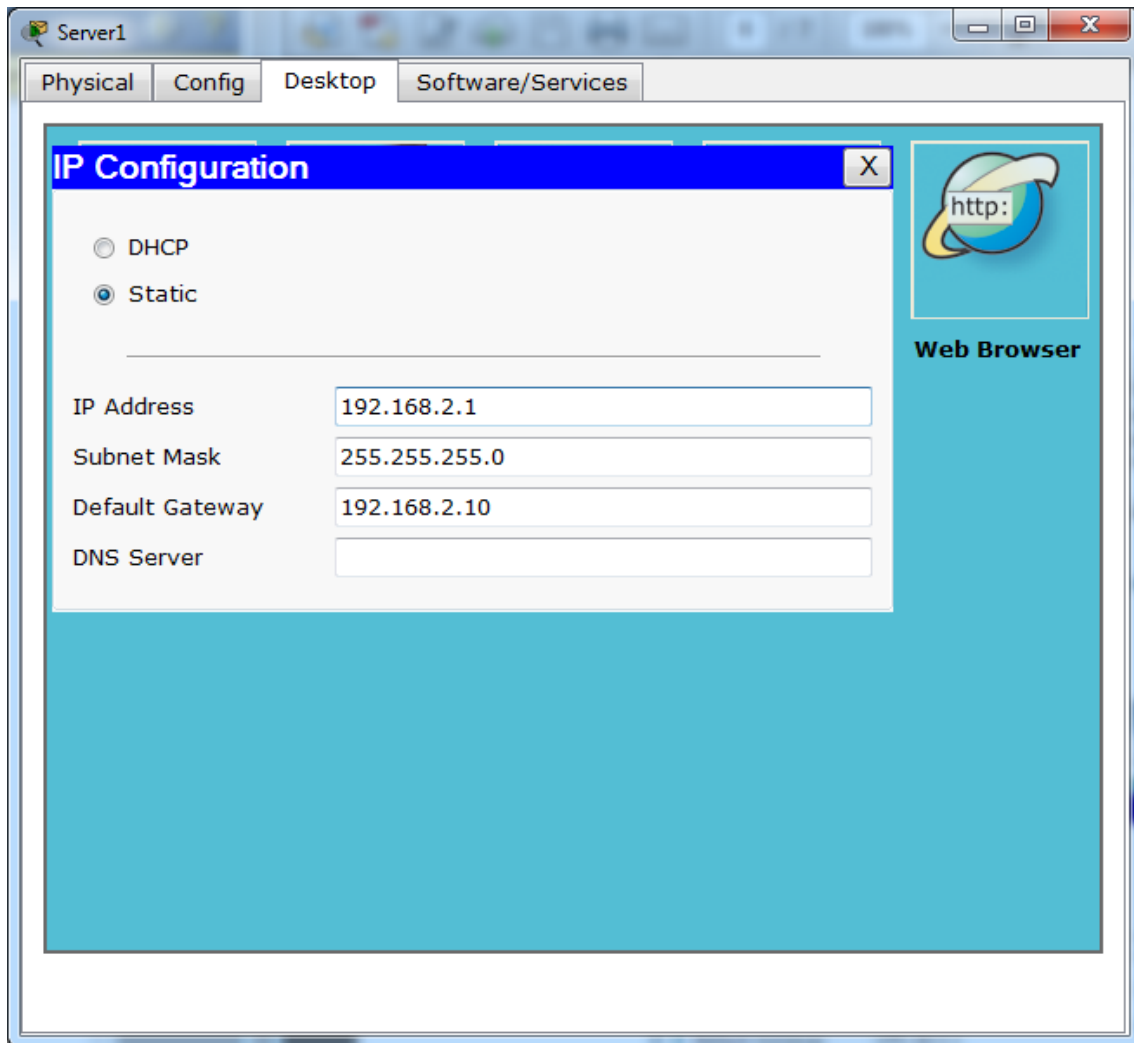 Server1
Physical Config Desktop Software/Services
IP Configuration X
http:
DHCP
Static
Web Browser
IP Address 192.168.2.1
Subnet Mask 255.255.255.0
Default Gateway 192.168.2.10
DNS Server